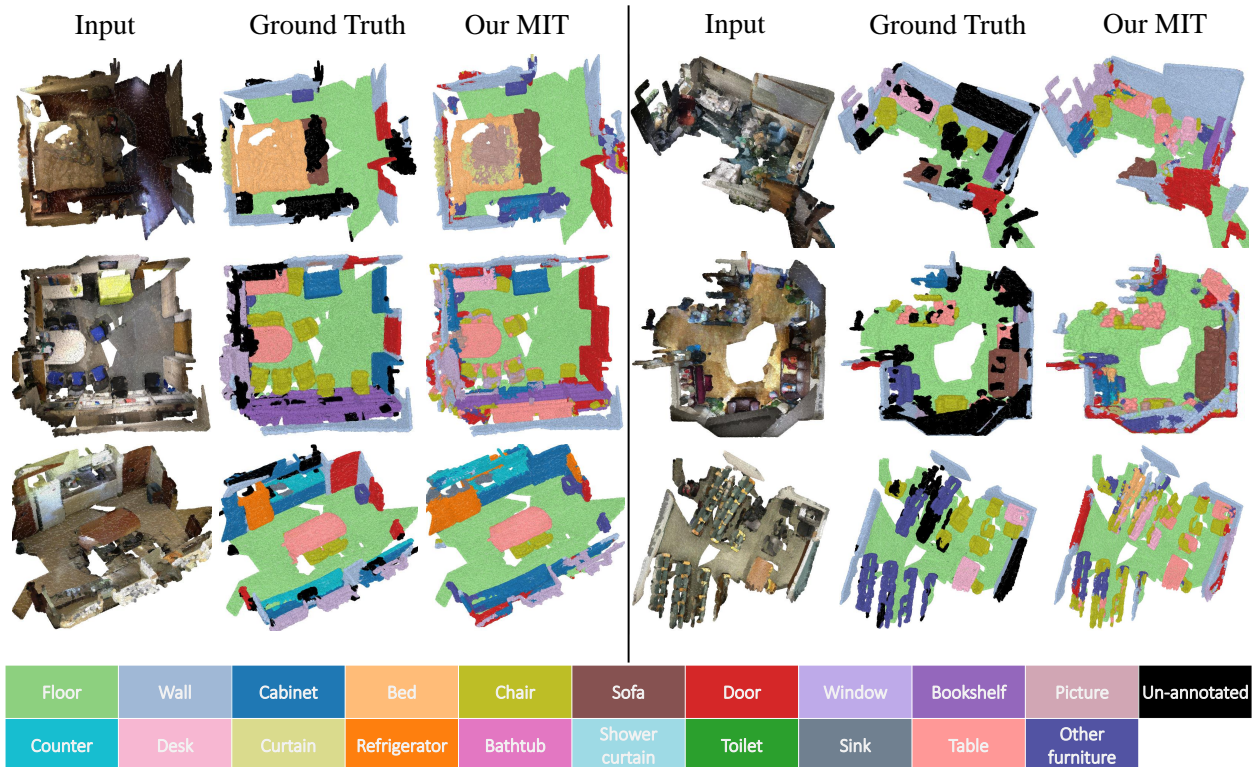 Input Ground Truth Our MIT Input Ground Truth Our MIT
Floor Wall Cabinet Bed Chair Sofa Door Window Bookshelf Picture Un-annotated
Counter Desk Curtain Refrigerator Bathtub Shower curtain Toilet Sink Table Other furniture